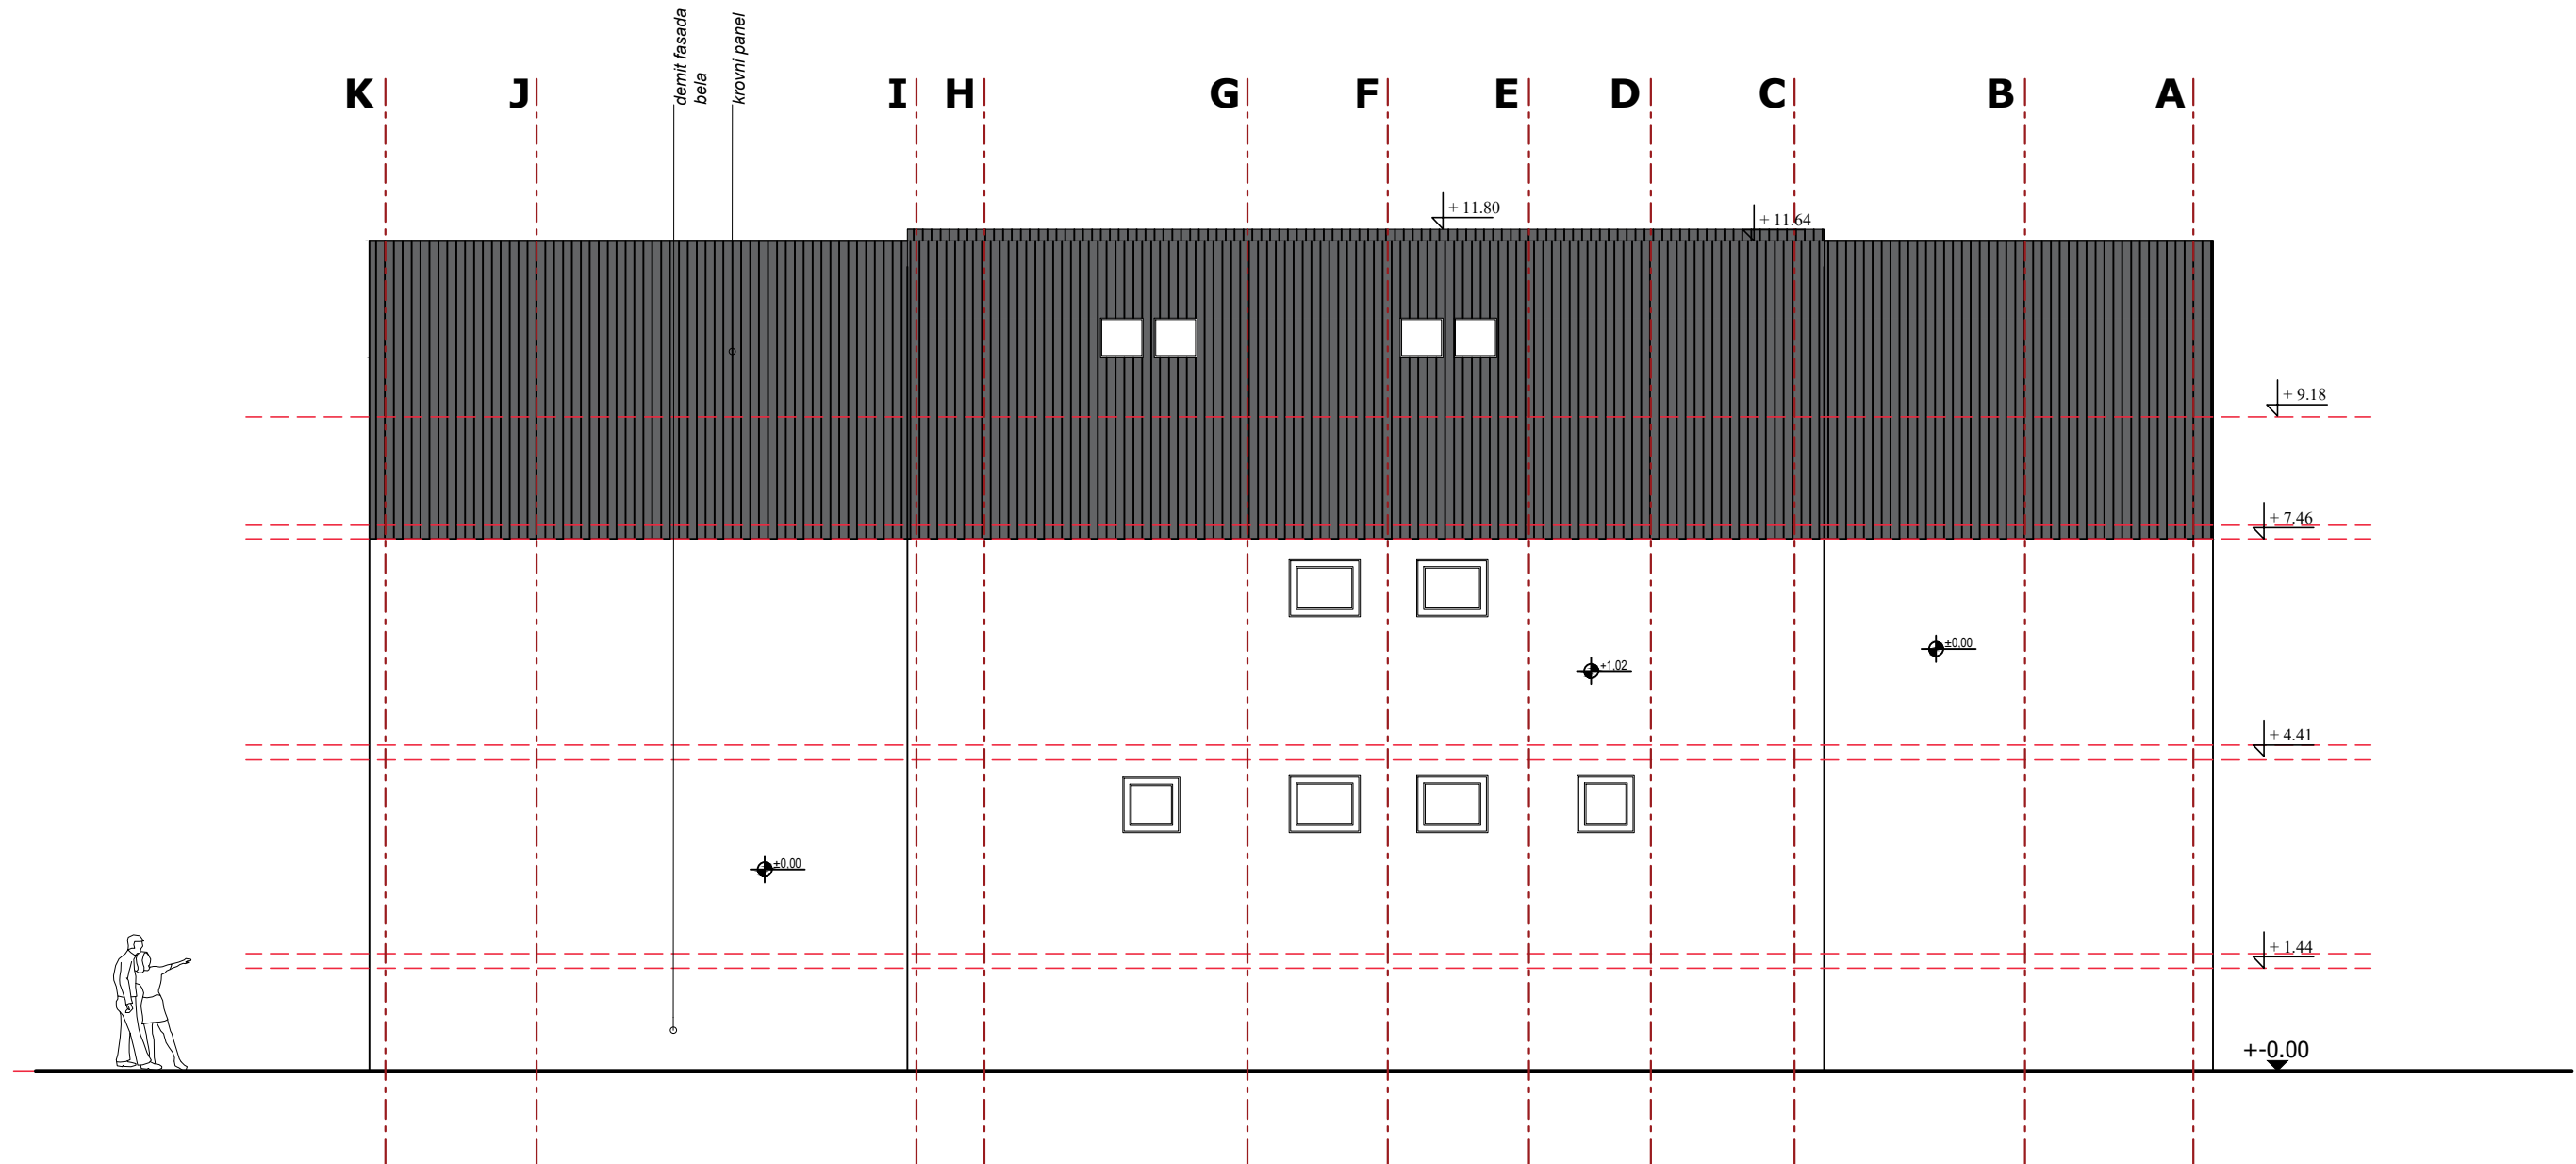 demit fasada
bela
krovni panel
K
J
I
H
G
F
E
D
C
B
A
+ 11.80
+ 11.64
+ 9.18
+ 7.46
±0.00
+1.02
+ 4.41
±0.00
+ 1.44
+-0.00